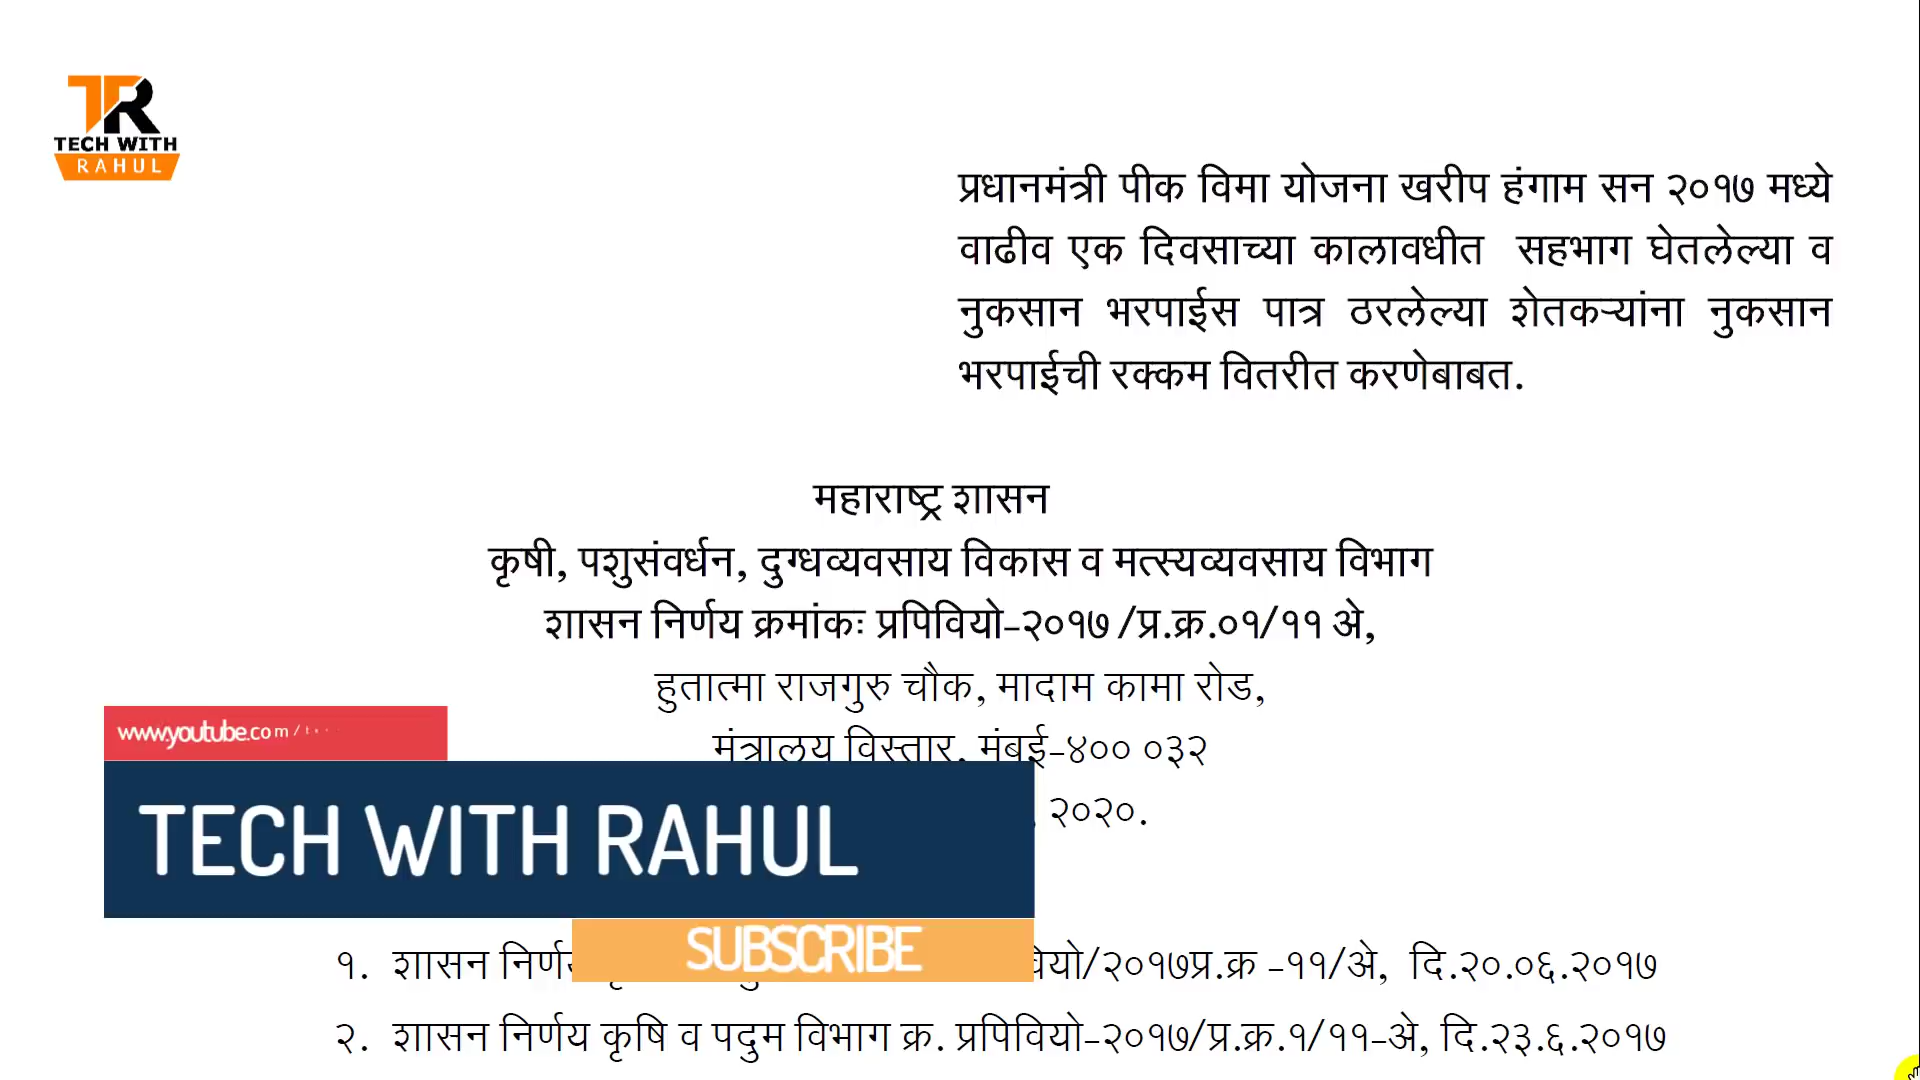 TR
TECH WITH
RAHUL
प्रधानमंत्री पीक विमा योजना खरीप हंगाम सन २०१७ मध्ये
वाढीव एक दिवसाच्या कालावधीत सहभाग घेतलेल्या व
नुकसान भरपाईस पात्र ठरलेल्या शेतकऱ्यांना नुकसान
भरपाईची रक्कम वितरीत करणेबाबत.
महाराष्ट्र शासन
कृषी, पशुसंवर्धन, दुग्धव्यवसाय विकास व मत्स्यव्यवसाय विभाग
शासन निर्णय क्रमांकः प्रपिवियो-२०१७ /प्र.क्र.०१/११ अे,
हुतात्मा राजगुरु चौक, मादाम कामा रोड,
मंत्रालय विस्तार, मंबई-४०० ०३२
www.youtube.com/
२०२०.
TECH WITH RAHUL
SUBSCRIBE
१. शासन /२०१७प्र.क्र -११/अे, दि.२०.०६.२०१७
२. शासन निर्णय कृषि व पदुम विभाग क्र. प्रपिवियो-२०१७/प्र.क्र.१/११-अे, दि.२३.६.२०१७